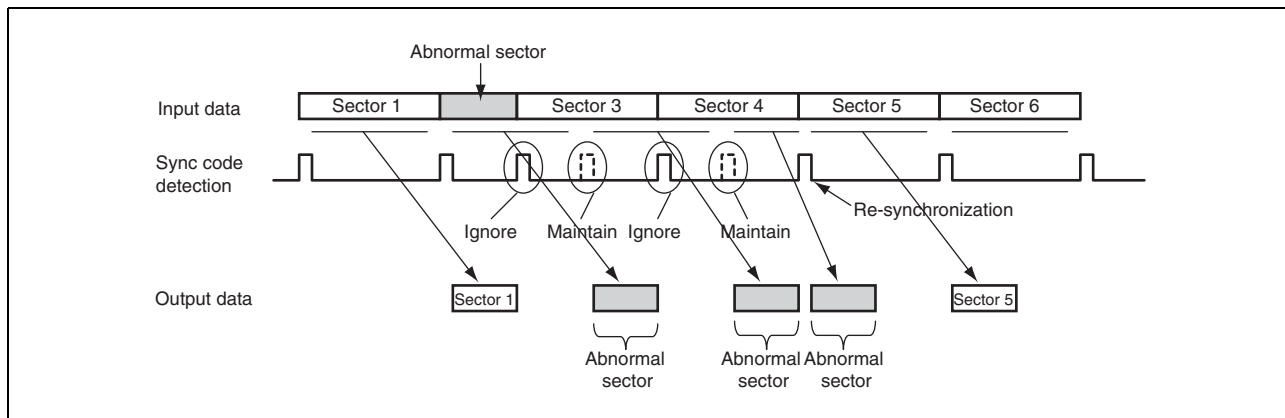 Abnormal sector
Input data
Sector 1
Sector 3
Sector 4
Sector 5
Sector 6
Sync code
detection
Re-synchronization
Ignore
Maintain
Ignore
Maintain
Output data
Sector 1
Sector 5
Abnormal
sector
Abnormal
sector
Abnormal
sector